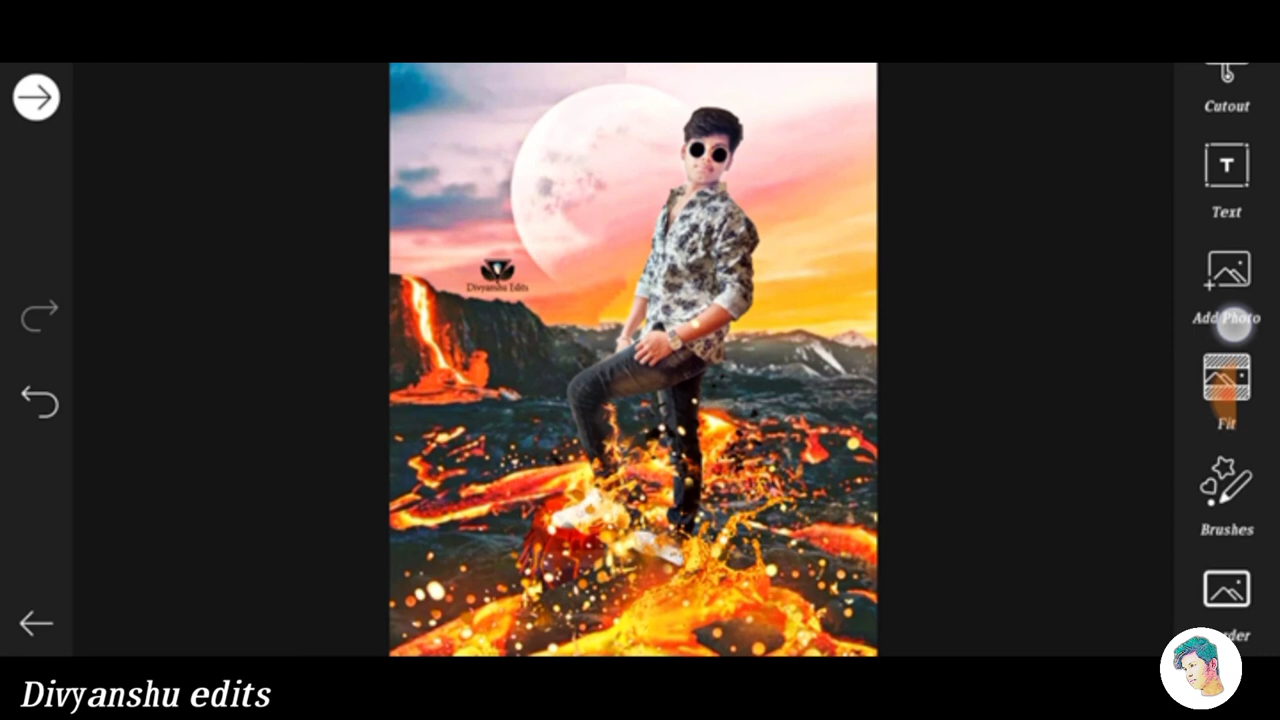 Cutout
Text
Add Photo
Fit
Brushes
Divyanshu Edits
Divyanshu edits